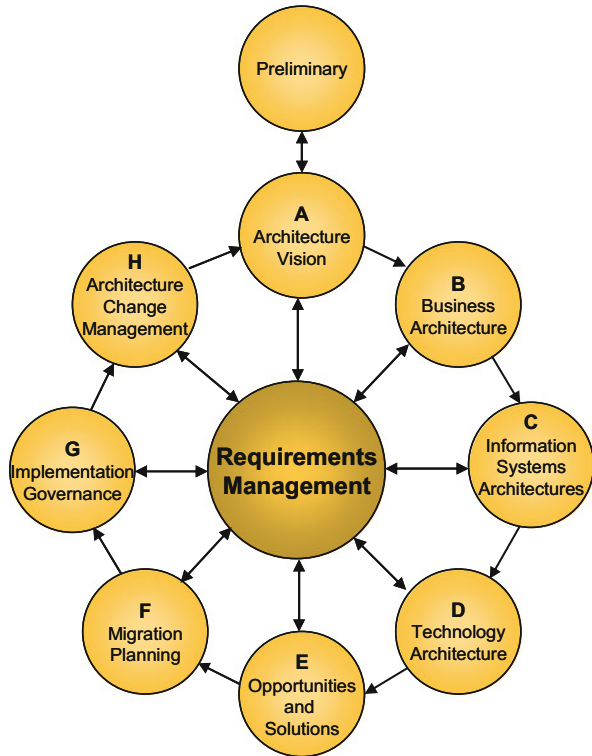 Preliminary
A
Architecture
Vision
B
Business
Architecture
C
Information
Systems
Architectures
D
Technology
Architecture
E
Opportunities
and
Solutions
F
Migration
Planning
G
Implementation
Governance
H
Architecture
Change
Management
Requirements
Management